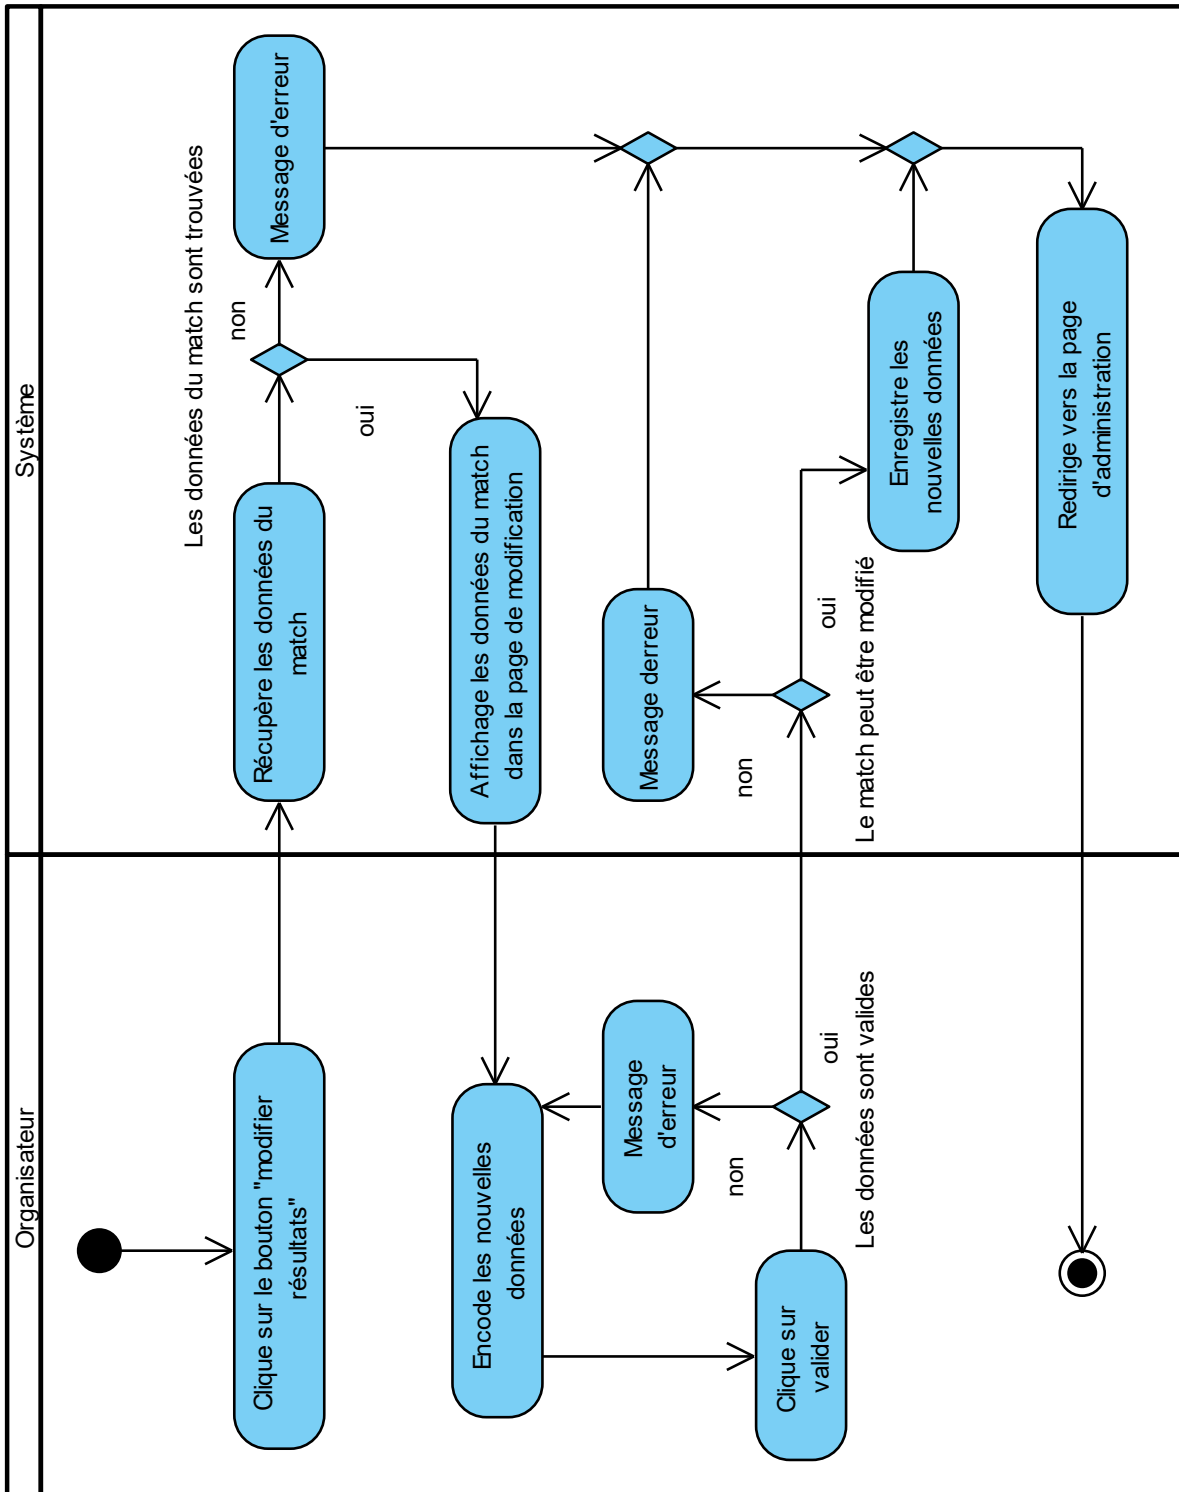 Organisateur
Système
Clique sur le bouton "modifier
résultats"
Récupère les données du
match
Les données du match sont trouvées
non
oui
Message d'erreur
Affichage les données du match
dans la page de modification
Encode les nouvelles
données
Clique sur
valider
Les données sont valides
non
oui
Message
d'erreur
Le match peut être modifié
non
oui
Message derreur
Enregistre les
nouvelles données
Redirige vers la page
d'administration